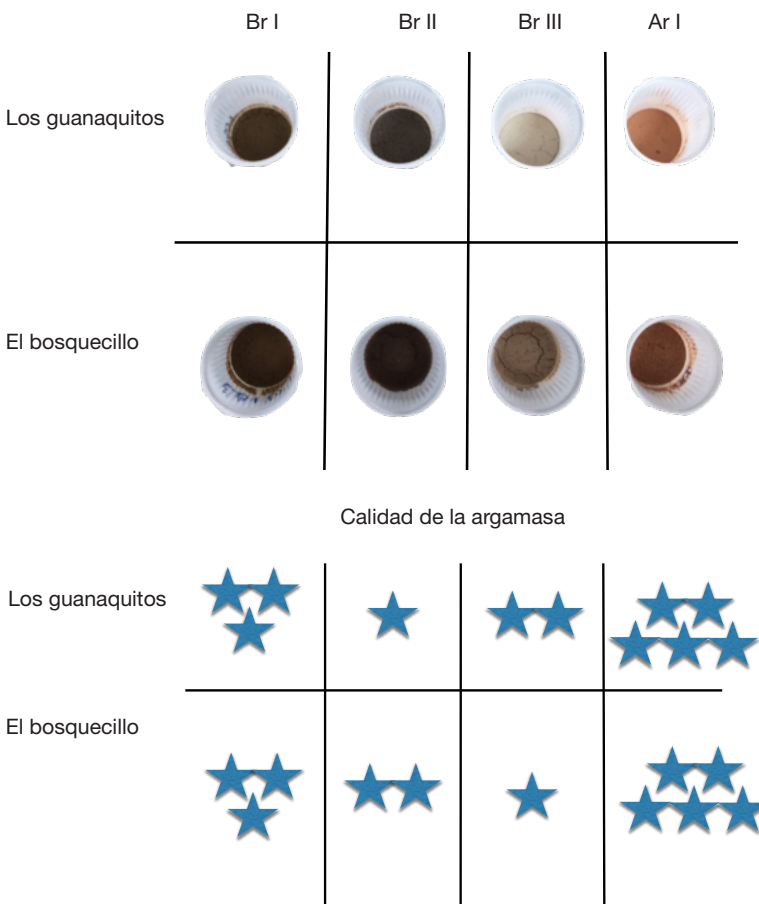 Br I Br II Br III Ar I
Los guanaquitos
El bosquecillo
Calidad de la argamasa
Los guanaquitos
El bosquecillo